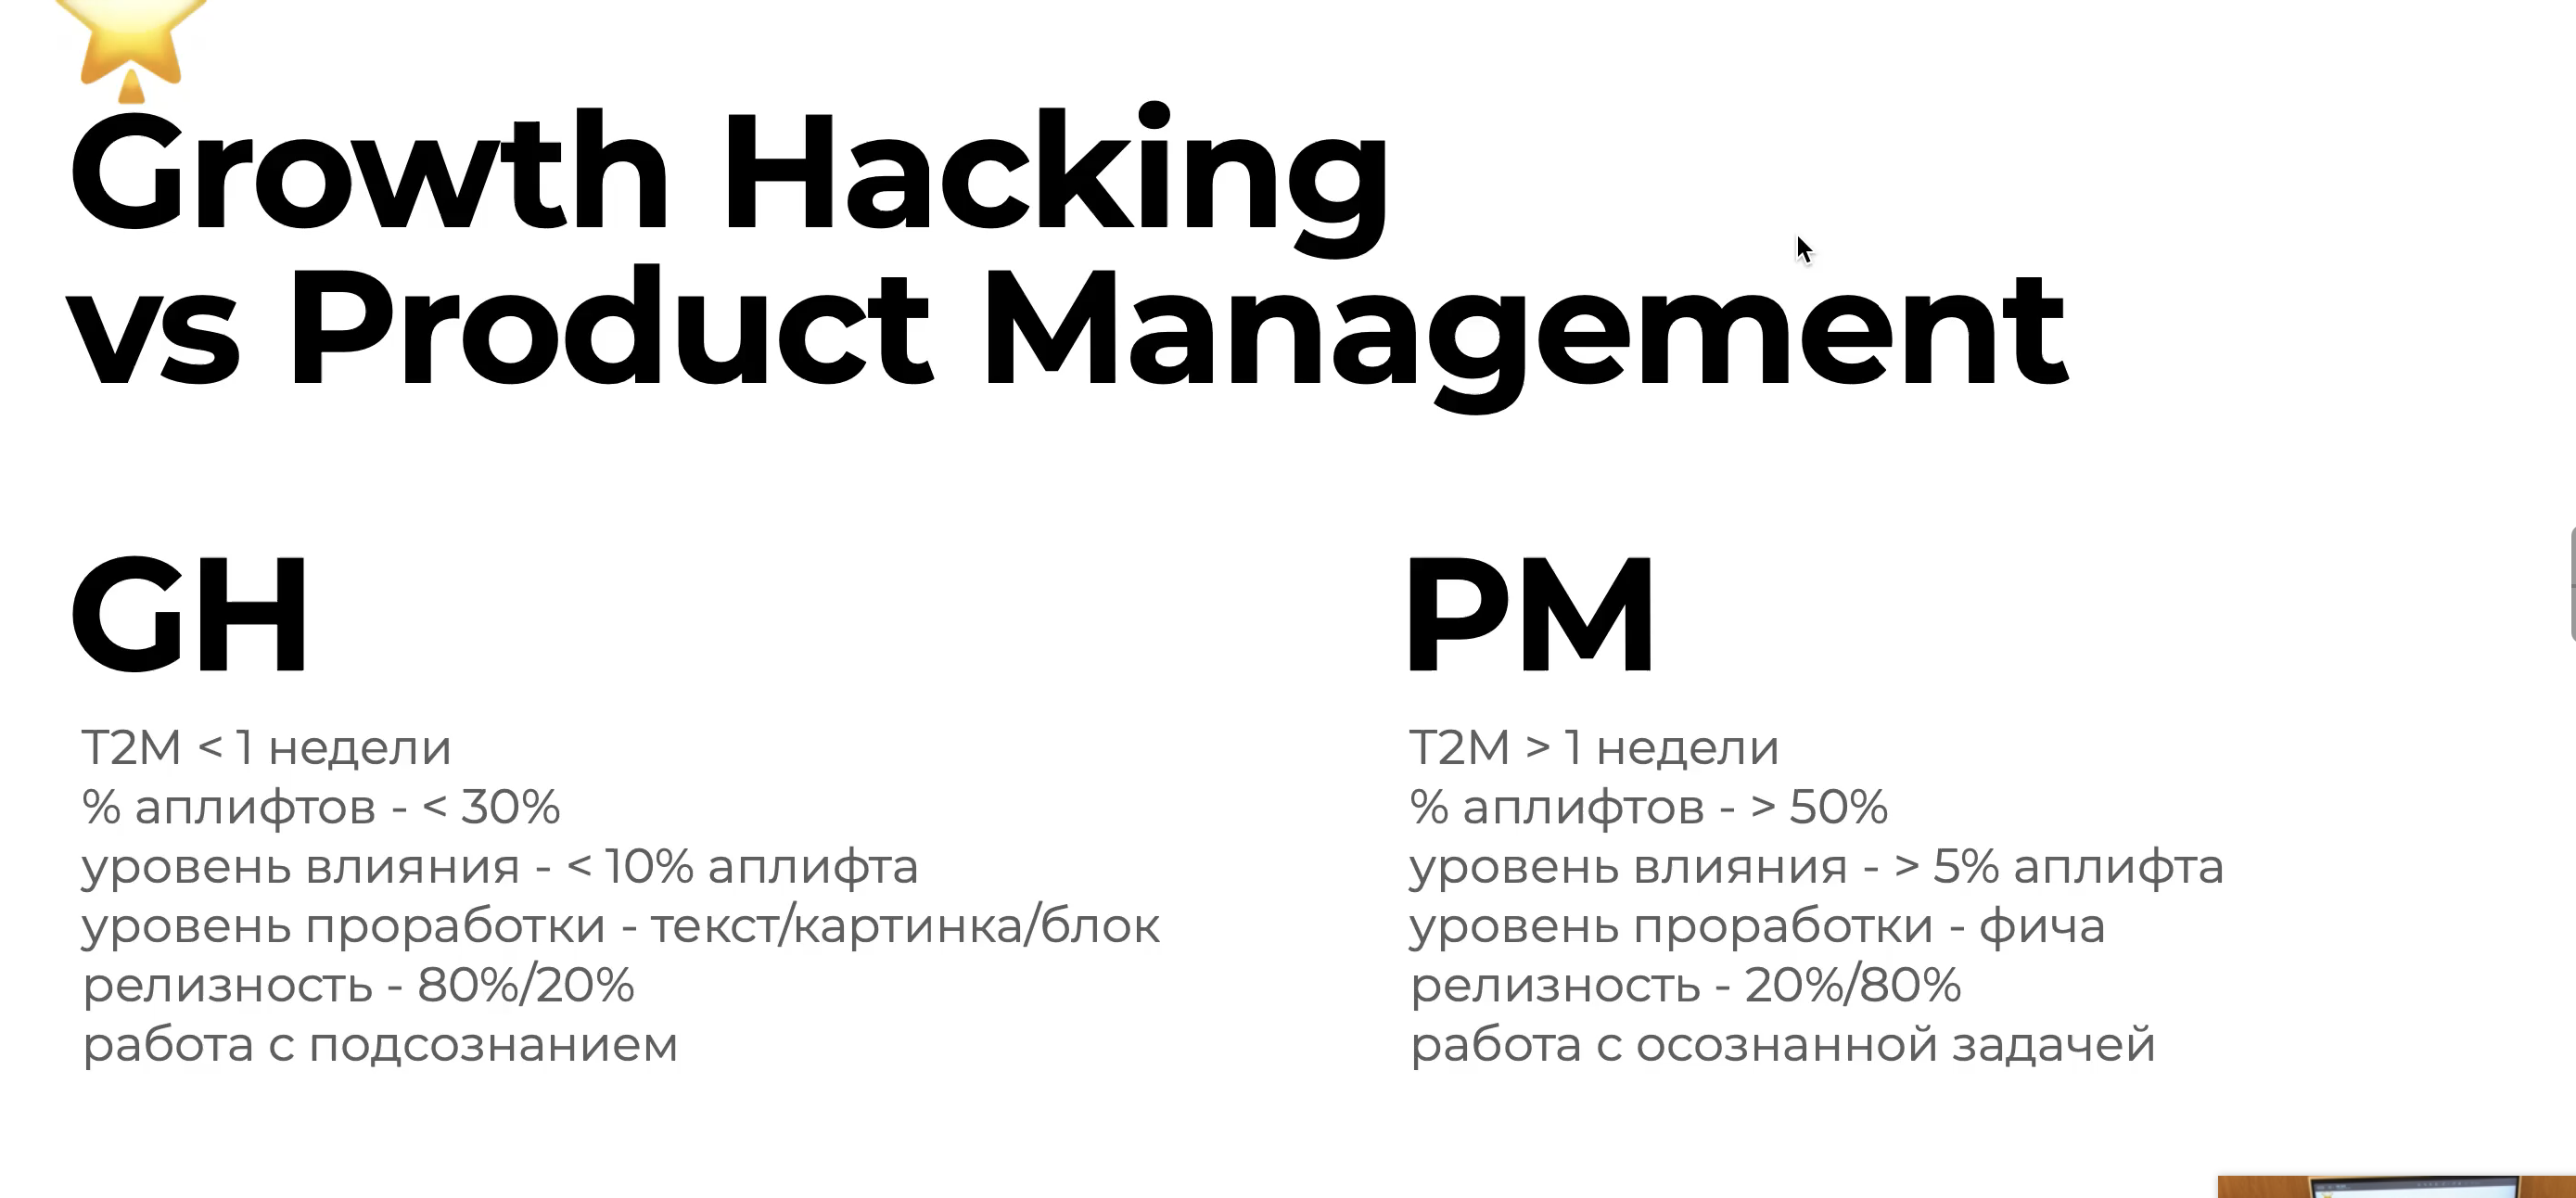 Growth Hacking
vs Product Management
GH
T2M < 1 недели
% аплифтов - < 30%
уровень влияния - < 10% аплифта
уровень проработки - текст/картинка/блок
релизность - 80%/20%
работа с подсознанием
PM
T2M > 1 недели
% аплифтов - > 50%
уровень влияния - > 5% аплифта
уровень проработки - фича
релизность - 20%/80%
работа с осознанной задачей